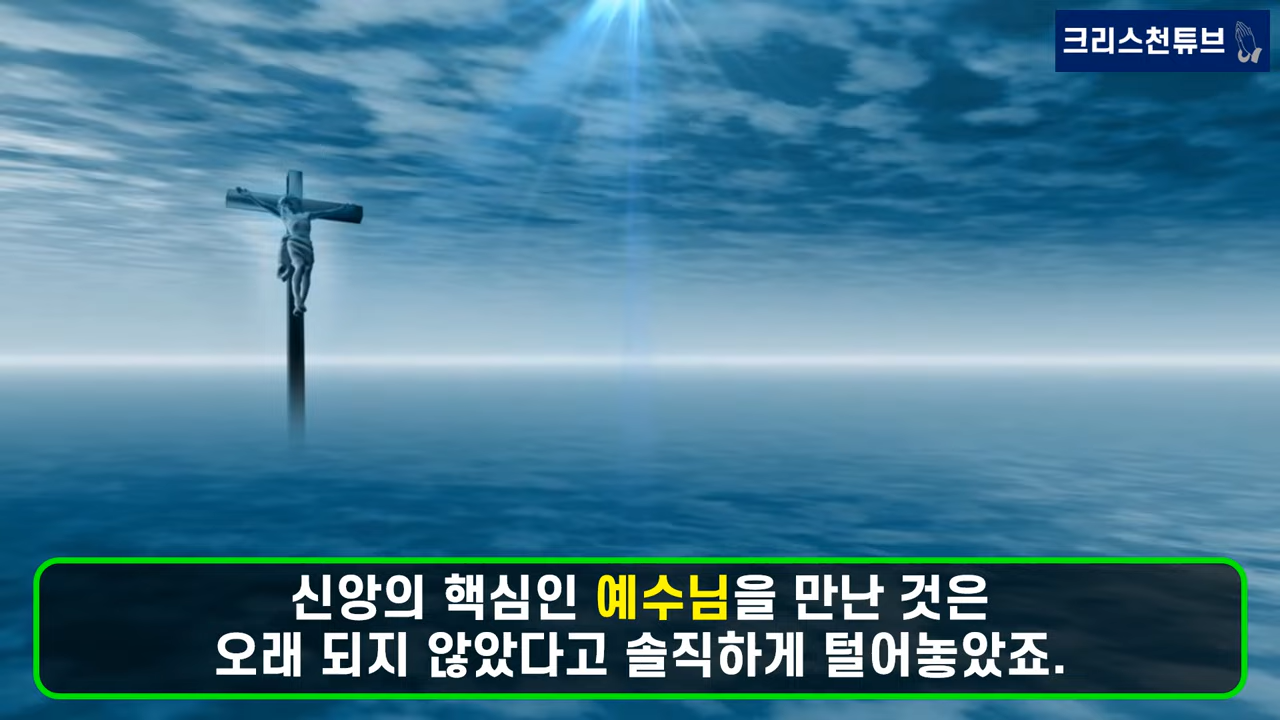 크리스천튜브
신앙의 핵심인 예수님을 만난 것은
오래 되지 않았다고 솔직하게 털어놓았죠.